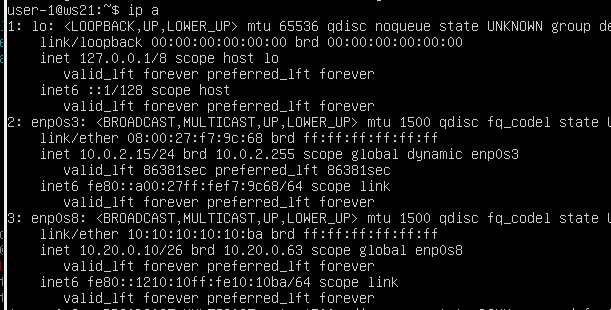 user-1@ws21:~$ ip a
1: lo: <LOOPBACK,UP,LOWER_UP> mtu 65536 qdisc noqueue state UNKNOWN group de
link/loopback 00:00:00:00:00:00 brd 00:00:00:00:00:00
inet 127.0.0.1/8 scope host lo
valid_lft forever preferred_lft forever
inet6 ::1/128 scope host
valid_lft forever preferred_lft forever
2: enp0s3: <BROADCAST,MULTICAST,UP,LOWER_UP> mtu 1500 qdisc fq_codel state U
link/ether 08:00:27:f7:9c:68 brd ff:ff:ff:ff:ff:ff
inet 10.0.2.15/24 brd 10.0.2.255 scope global dynamic enp0s3
valid_lft 86381sec preferred_lft 86381sec
inet6 fe80::a00:27ff:fef7:9c68/64 scope link
valid_lft forever preferred_lft forever
3: enp0s8: <BROADCAST,MULTICAST,UP,LOWER_UP> mtu 1500 qdisc fq_codel state U
link/ether 10:10:10:10:10:ba brd ff:ff:ff:ff:ff:ff
inet 10.20.0.10/26 brd 10.20.0.63 scope global enp0s8
valid_lft forever preferred_lft forever
inet6 fe80::1210:10ff:fe10:10ba/64 scope link
valid_lft forever preferred_lft forever